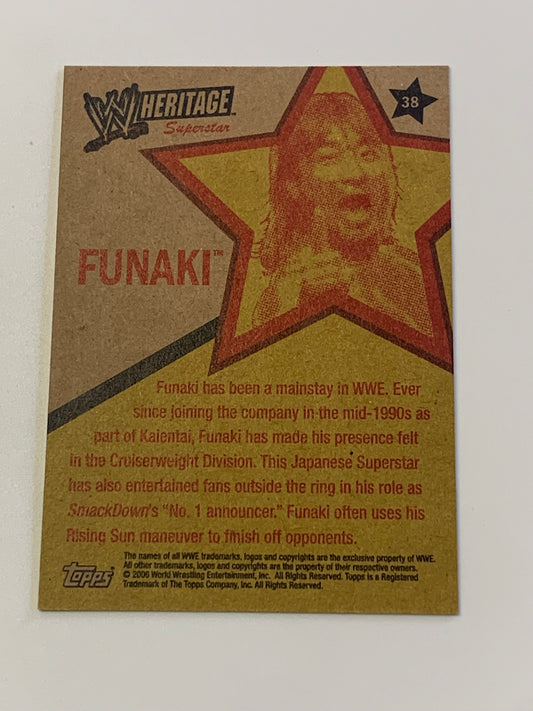 W HERITAGE™
Superstar
38
FUNAKI™
Funaki has been a mainstay in WWE. Ever
since joining the company in the mid-1990s as
part of Kaientai, Funaki has made his presence felt
in the Cruiserweight Division. This Japanese Superstar
has also entertained fans outside the ring in his role as
SmackDown's "No. 1 announcer." Funaki often uses his
Rising Sun maneuver to finish off opponents.
The names of all WWE trademarks, logos and copyrights are the exclusive property of WWE.
All other trademarks, logos and copyrights are the property of their respective owners.
© 2006 World Wrestling Entertainment, Inc. All Rights Reserved. Topps is a Registered
Trademark of The Topps Company, Inc. All Rights Reserved.
Topps